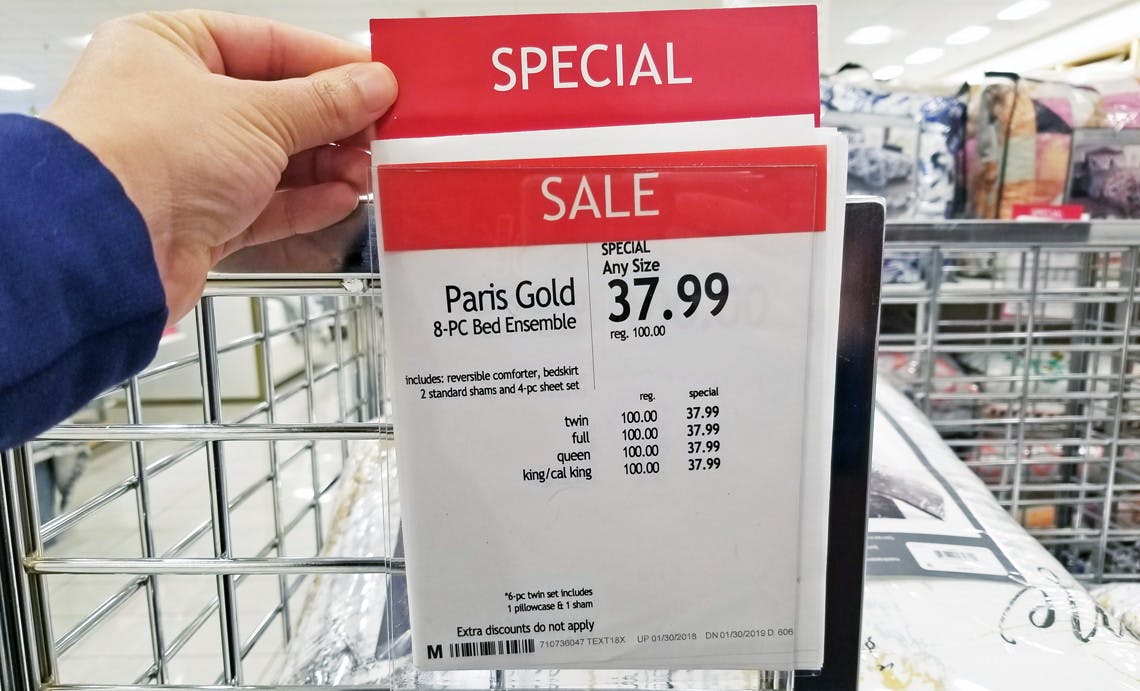 SPECIAL
SALE
SPECIAL
Any Size
37.99
reg. 100.00
Paris Gold
8-PC Bed Ensemble
includes: reversible comforter, bedskirt
2 standard shams and 4-pc sheet set
reg. special
twin 100.00 37.99
full 100.00 37.99
queen 100.00 37.99
king/cal king 100.00 37.99
*6-pc twin set includes
1 pillowcase & 1 sham
Extra discounts do not apply
M 710736047 TEXT18X UP 01/30/2018 DN 01/30/2019 D 606
SPECIAL